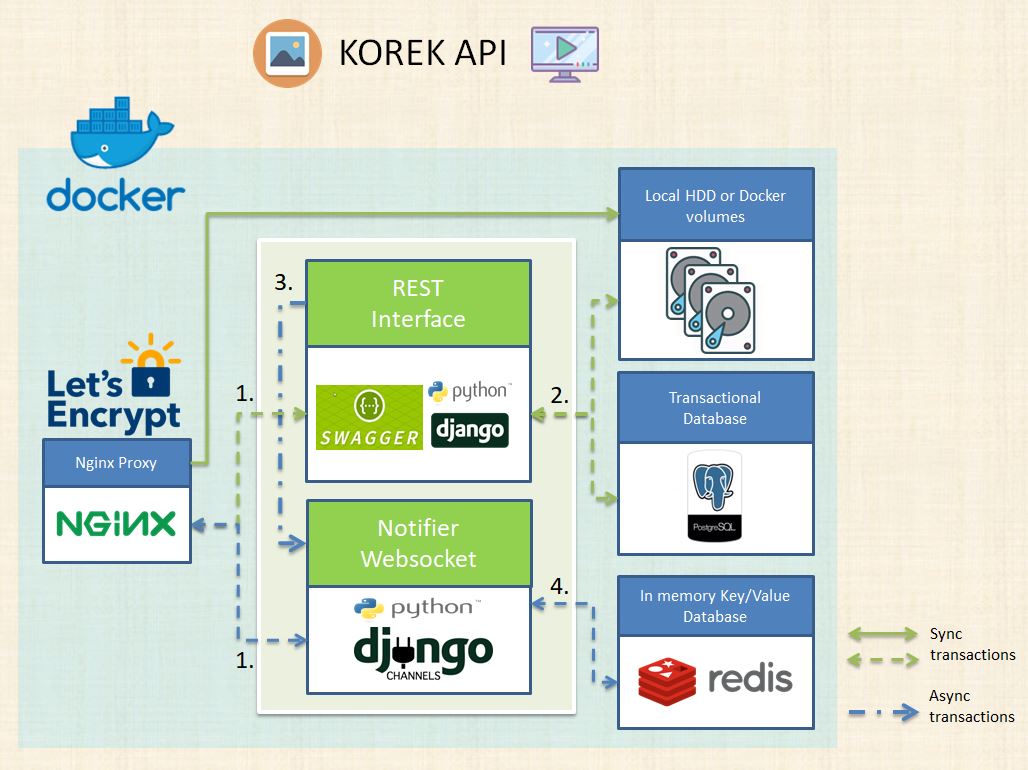 KOREK API
docker
Local HDD or Docker
volumes
3.
REST
Interface
Let's
Encrypt
1.
2.
SWAGGER
python™
django
Transactional
Database
Nginx Proxy
NGINX
PostgreSQL
Notifier
Websocket
4.
In memory Key/Value
Database
python™
django
CHANNELS
1.
redis
Sync
transactions
Async
transactions